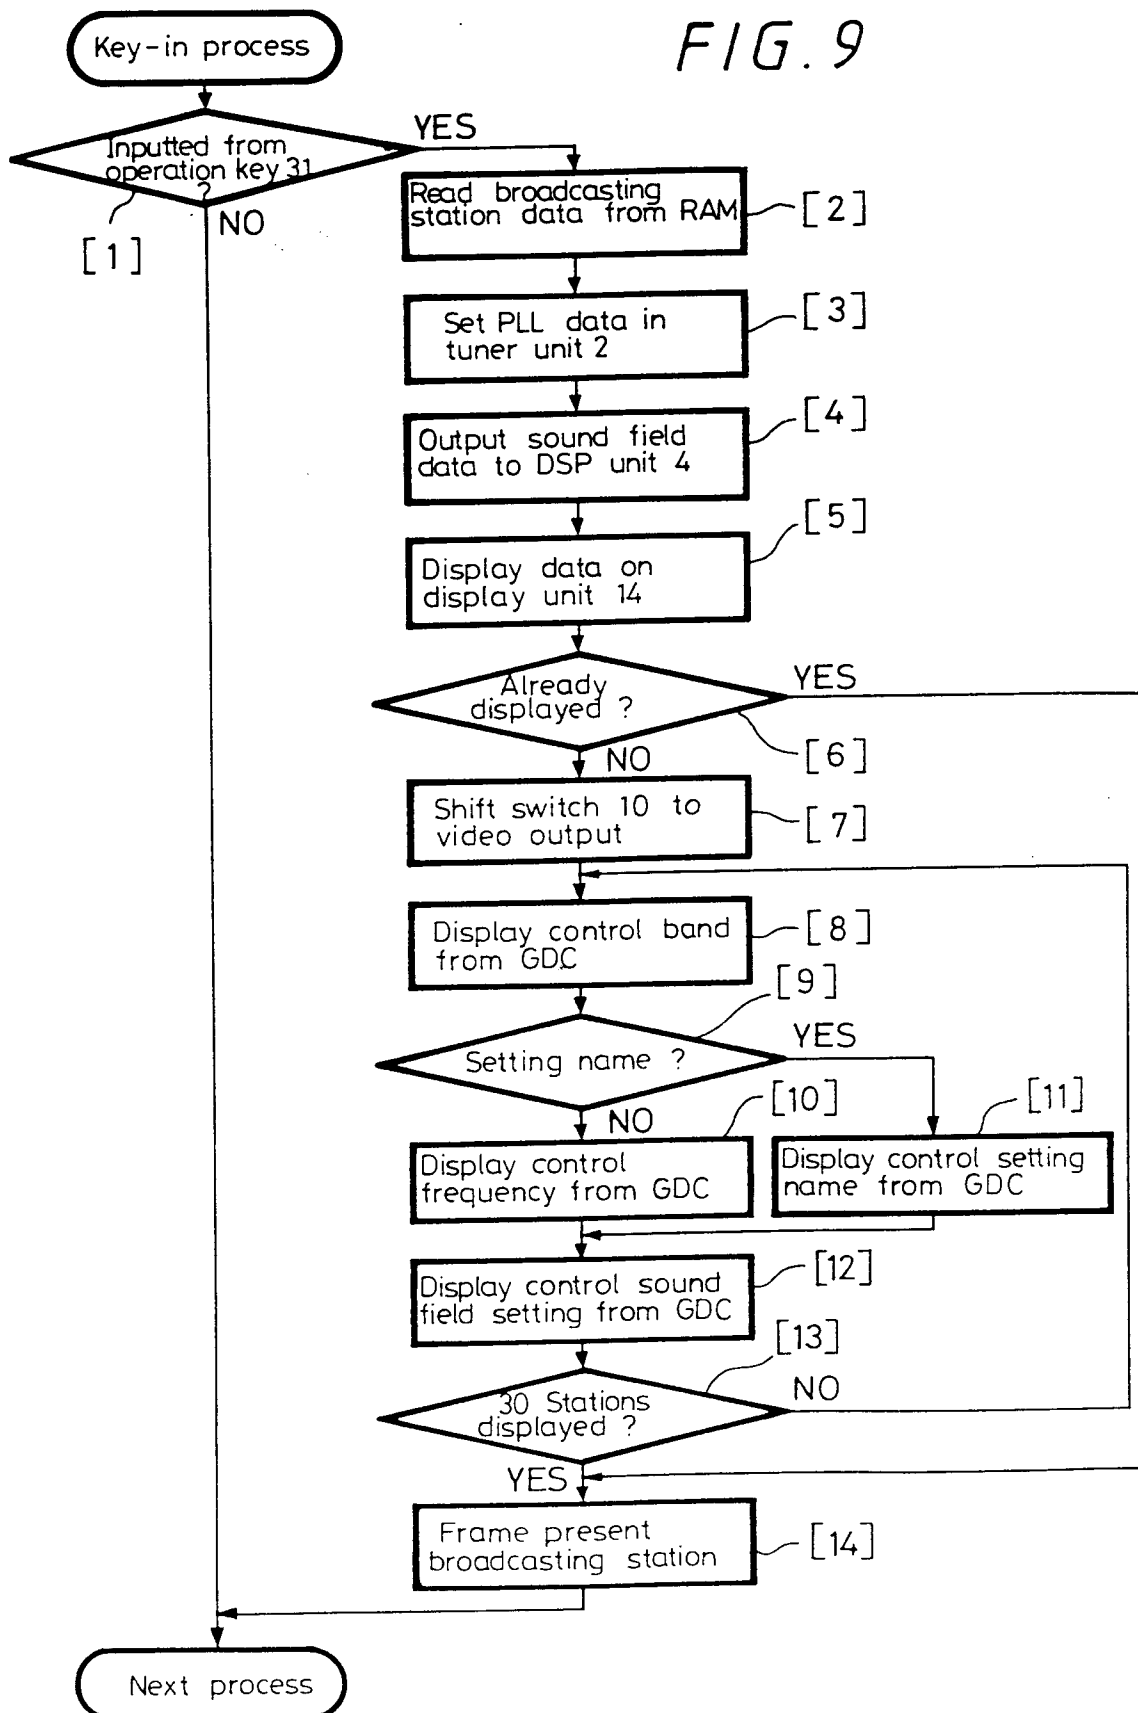 FIG. 9
Key-in process
Inputted from
operation key 31
?
YES
NO
[1]
Read broadcasting
station data from RAM
[2]
Set PLL data in
tuner unit 2
[3]
Output sound field
data to DSP unit 4
[4]
Display data on
display unit 14
[5]
Already
displayed ?
YES
[6]
NO
Shift switch 10 to
video output
[7]
Display control band
from GDC
[8]
[9]
Setting name ?
YES
NO
[10]
Display control
frequency from GDC
[11]
Display control setting
name from GDC
Display control sound
field setting from GDC
[12]
[13]
30 Stations
displayed ?
NO
YES
Frame present
broadcasting station
[14]
Next process